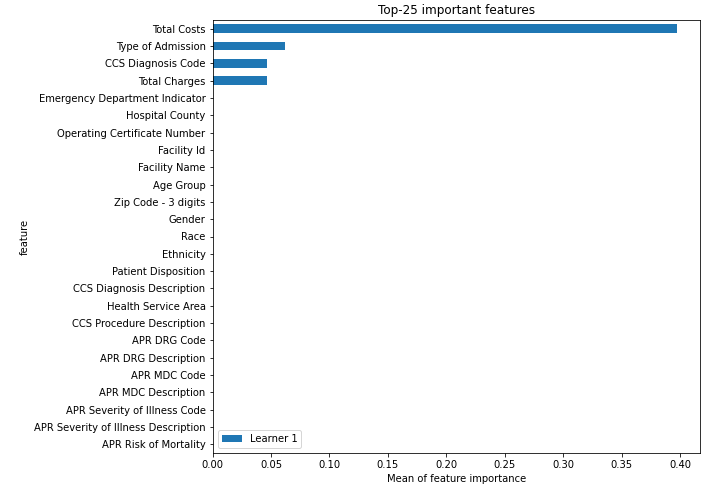 Top-25 important features
Total Costs
Type of Admission
CCS Diagnosis Code
Total Charges
Emergency Department Indicator
Hospital County
Operating Certificate Number
Facility Id
Facility Name
Age Group
Zip Code - 3 digits
Gender
Race
Ethnicity
Patient Disposition
CCS Diagnosis Description
Health Service Area
CCS Procedure Description
APR DRG Code
APR DRG Description
APR MDC Code
APR MDC Description
APR Severity of Illness Code
APR Severity of Illness Description
APR Risk of Mortality
feature
Learner 1
0.00 0.05 0.10 0.15 0.20 0.25 0.30 0.35 0.40
Mean of feature importance